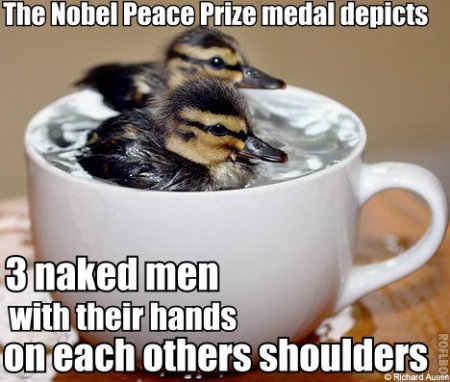 The Nobel Peace Prize medal depicts
3 naked men
with their hands
on each others shoulders
© Richard Austin